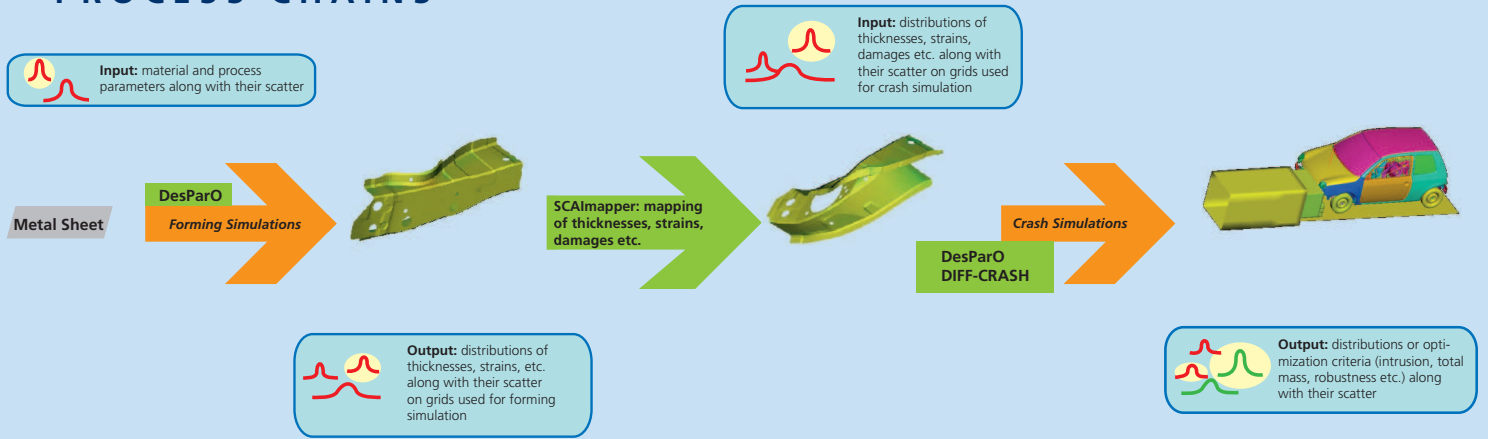 PROCESS CHAINS
Input: material and process
parameters along with their scatter
Input: distributions of
thicknesses, strains,
damages etc. along with
their scatter on grids used
for crash simulation
Metal Sheet
DesParO
Forming Simulations
SCAImapper: mapping
of thicknesses, strains,
damages etc.
Crash Simulations
DesParO
DIFF-CRASH
Output: distributions of
thicknesses, strains, etc.
along with their scatter
on grids used for forming
simulation
Output: distributions or opti-
mization criteria (intrusion, total
mass, robustness etc.) along
with their scatter